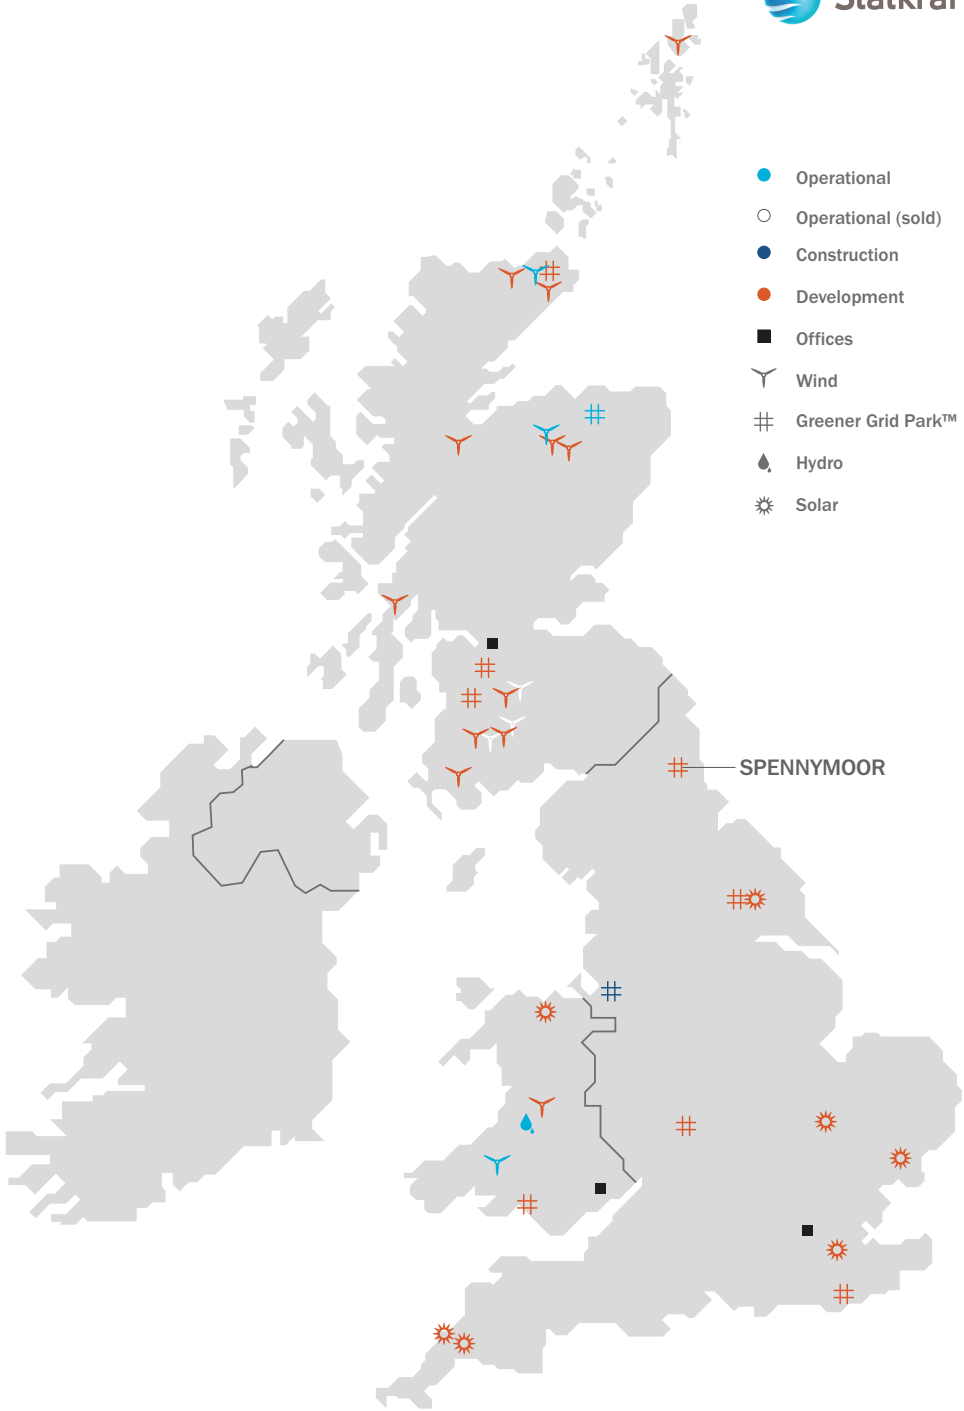 Operational
Operational (sold)
Construction
Development
Offices
Wind
Greener Grid Park™
Hydro
Solar
SPENNYMOOR